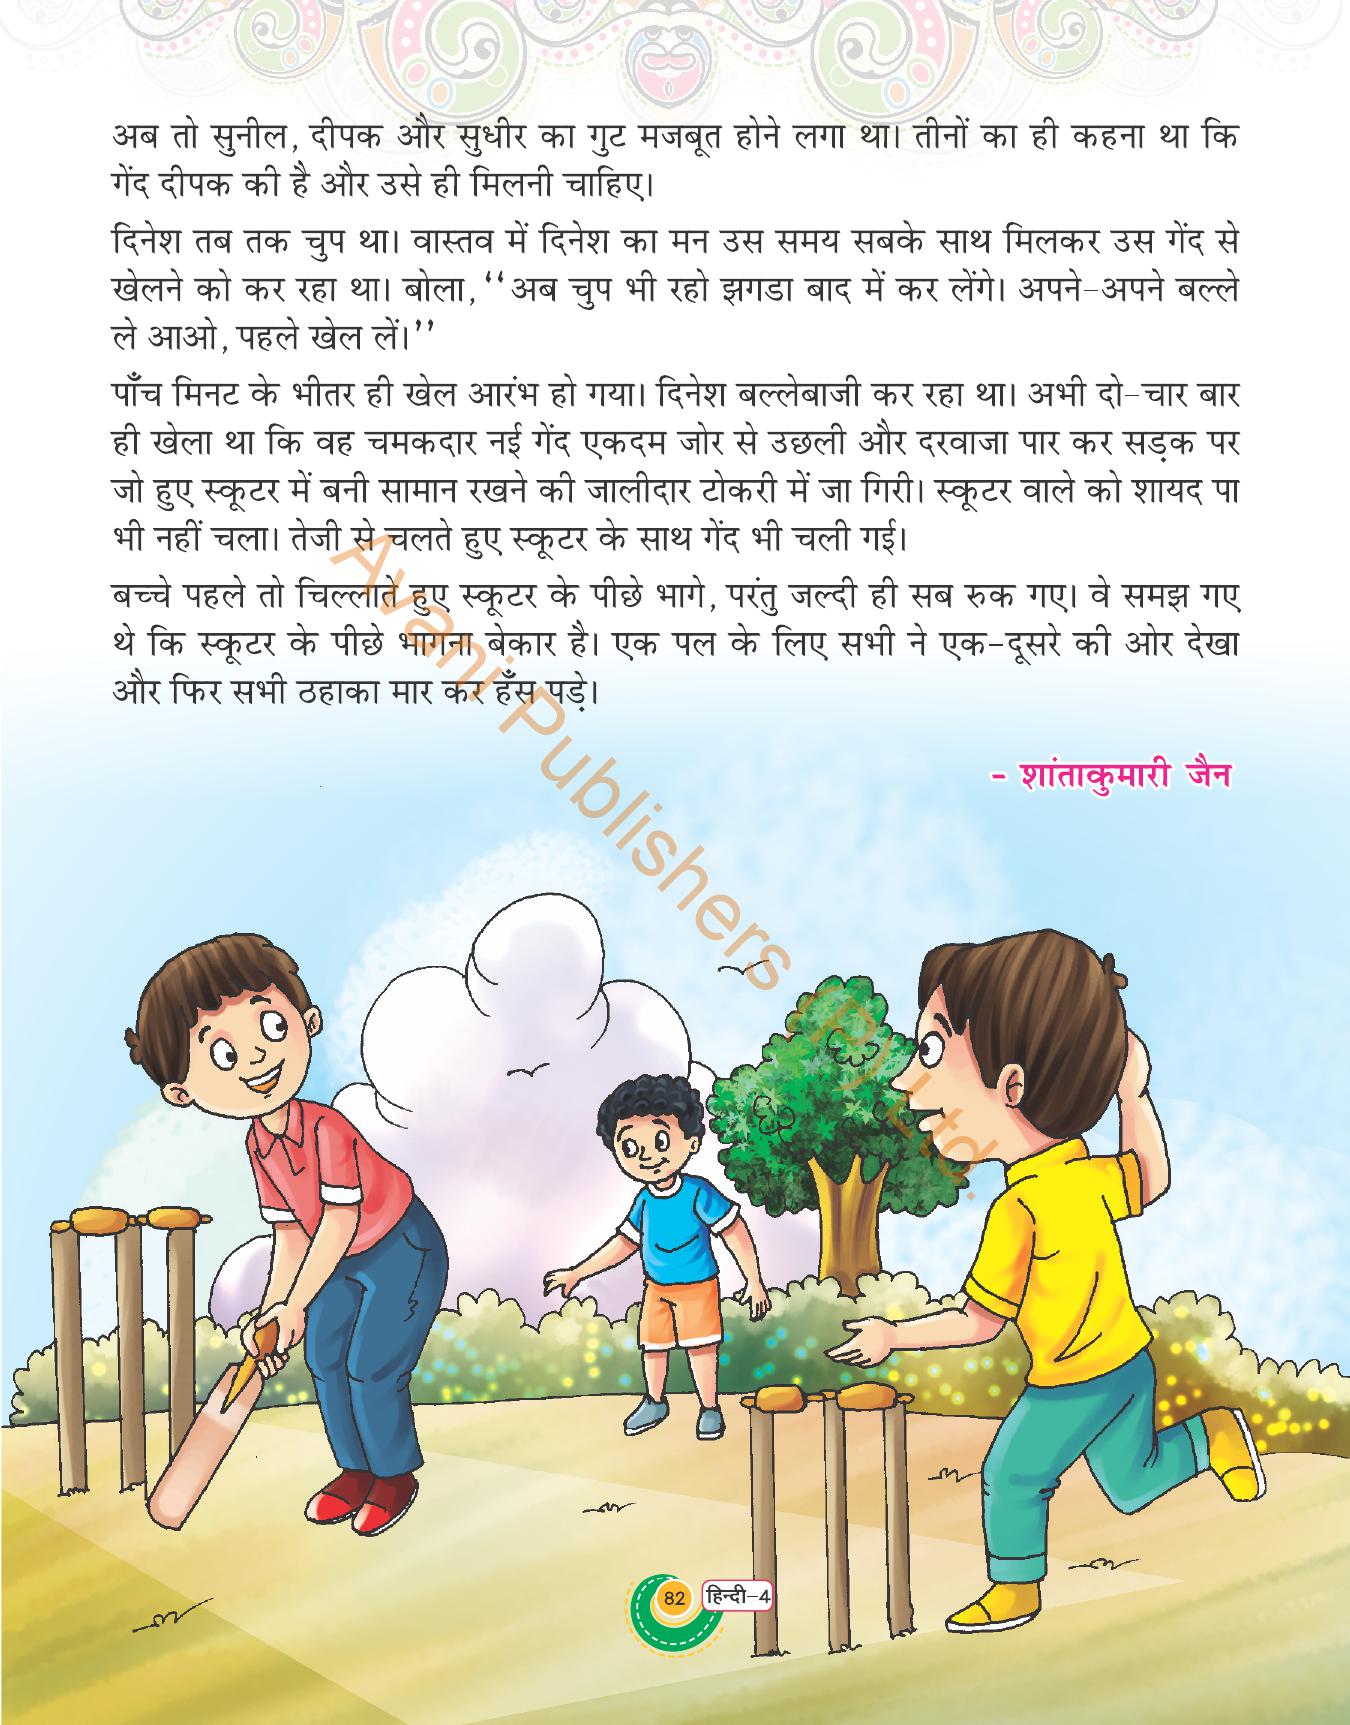 अब तो सुनील, दीपक और सुधीर का गुट मजबूत होने लगा था। तीनों का ही कहना था कि
गेंद दीपक की है और उसे ही मिलनी चाहिए।
दिनेश तब तक चुप था। वास्तव में दिनेश का मन उस समय सबके साथ मिलकर उस गेंद से
खेलने को कर रहा था। बोला, ‘‘अब चुप भी रहो झगडा बाद में कर लेंगे। अपने-अपने बल्ले
ले आओ, पहले खेल लें।’’
पाँच मिनट के भीतर ही खेल आरंभ हो गया। दिनेश बल्लेबाजी कर रहा था। अभी दो-चार बार
ही खेला था कि वह चमकदार नई गेंद एकदम जोर से उछली और दरवाजा पार कर सड़क पर
जो हुए स्कूटर में बनी सामान रखने की जालीदार टोकरी में जा गिरी। स्कूटर वाले को शायद पा
भी नहीं चला। तेजी से चलते हुए स्कूटर के साथ गेंद भी चली गई।
बच्चे पहले तो चिल्लाते हुए स्कूटर के पीछे भागे, परंतु जल्दी ही सब रुक गए। वे समझ गए
थे कि स्कूटर के पीछे भागना बेकार है। एक पल के लिए सभी ने एक-दूसरे की ओर देखा
और फिर सभी ठहाका मार कर हँस पड़े।
- शांताकुमारी जैन
Avani Publishers Pvt. Ltd.
82 हिन्दी-4